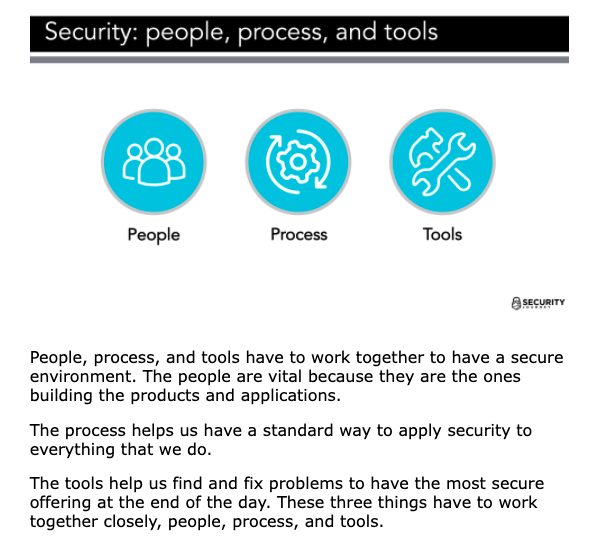 Security: people, process, and tools
People
Process
Tools
SECURITY
JOURNEY
People, process, and tools have to work together to have a secure
environment. The people are vital because they are the ones
building the products and applications.
The process helps us have a standard way to apply security to
everything that we do.
The tools help us find and fix problems to have the most secure
offering at the end of the day. These three things have to work
together closely, people, process, and tools.